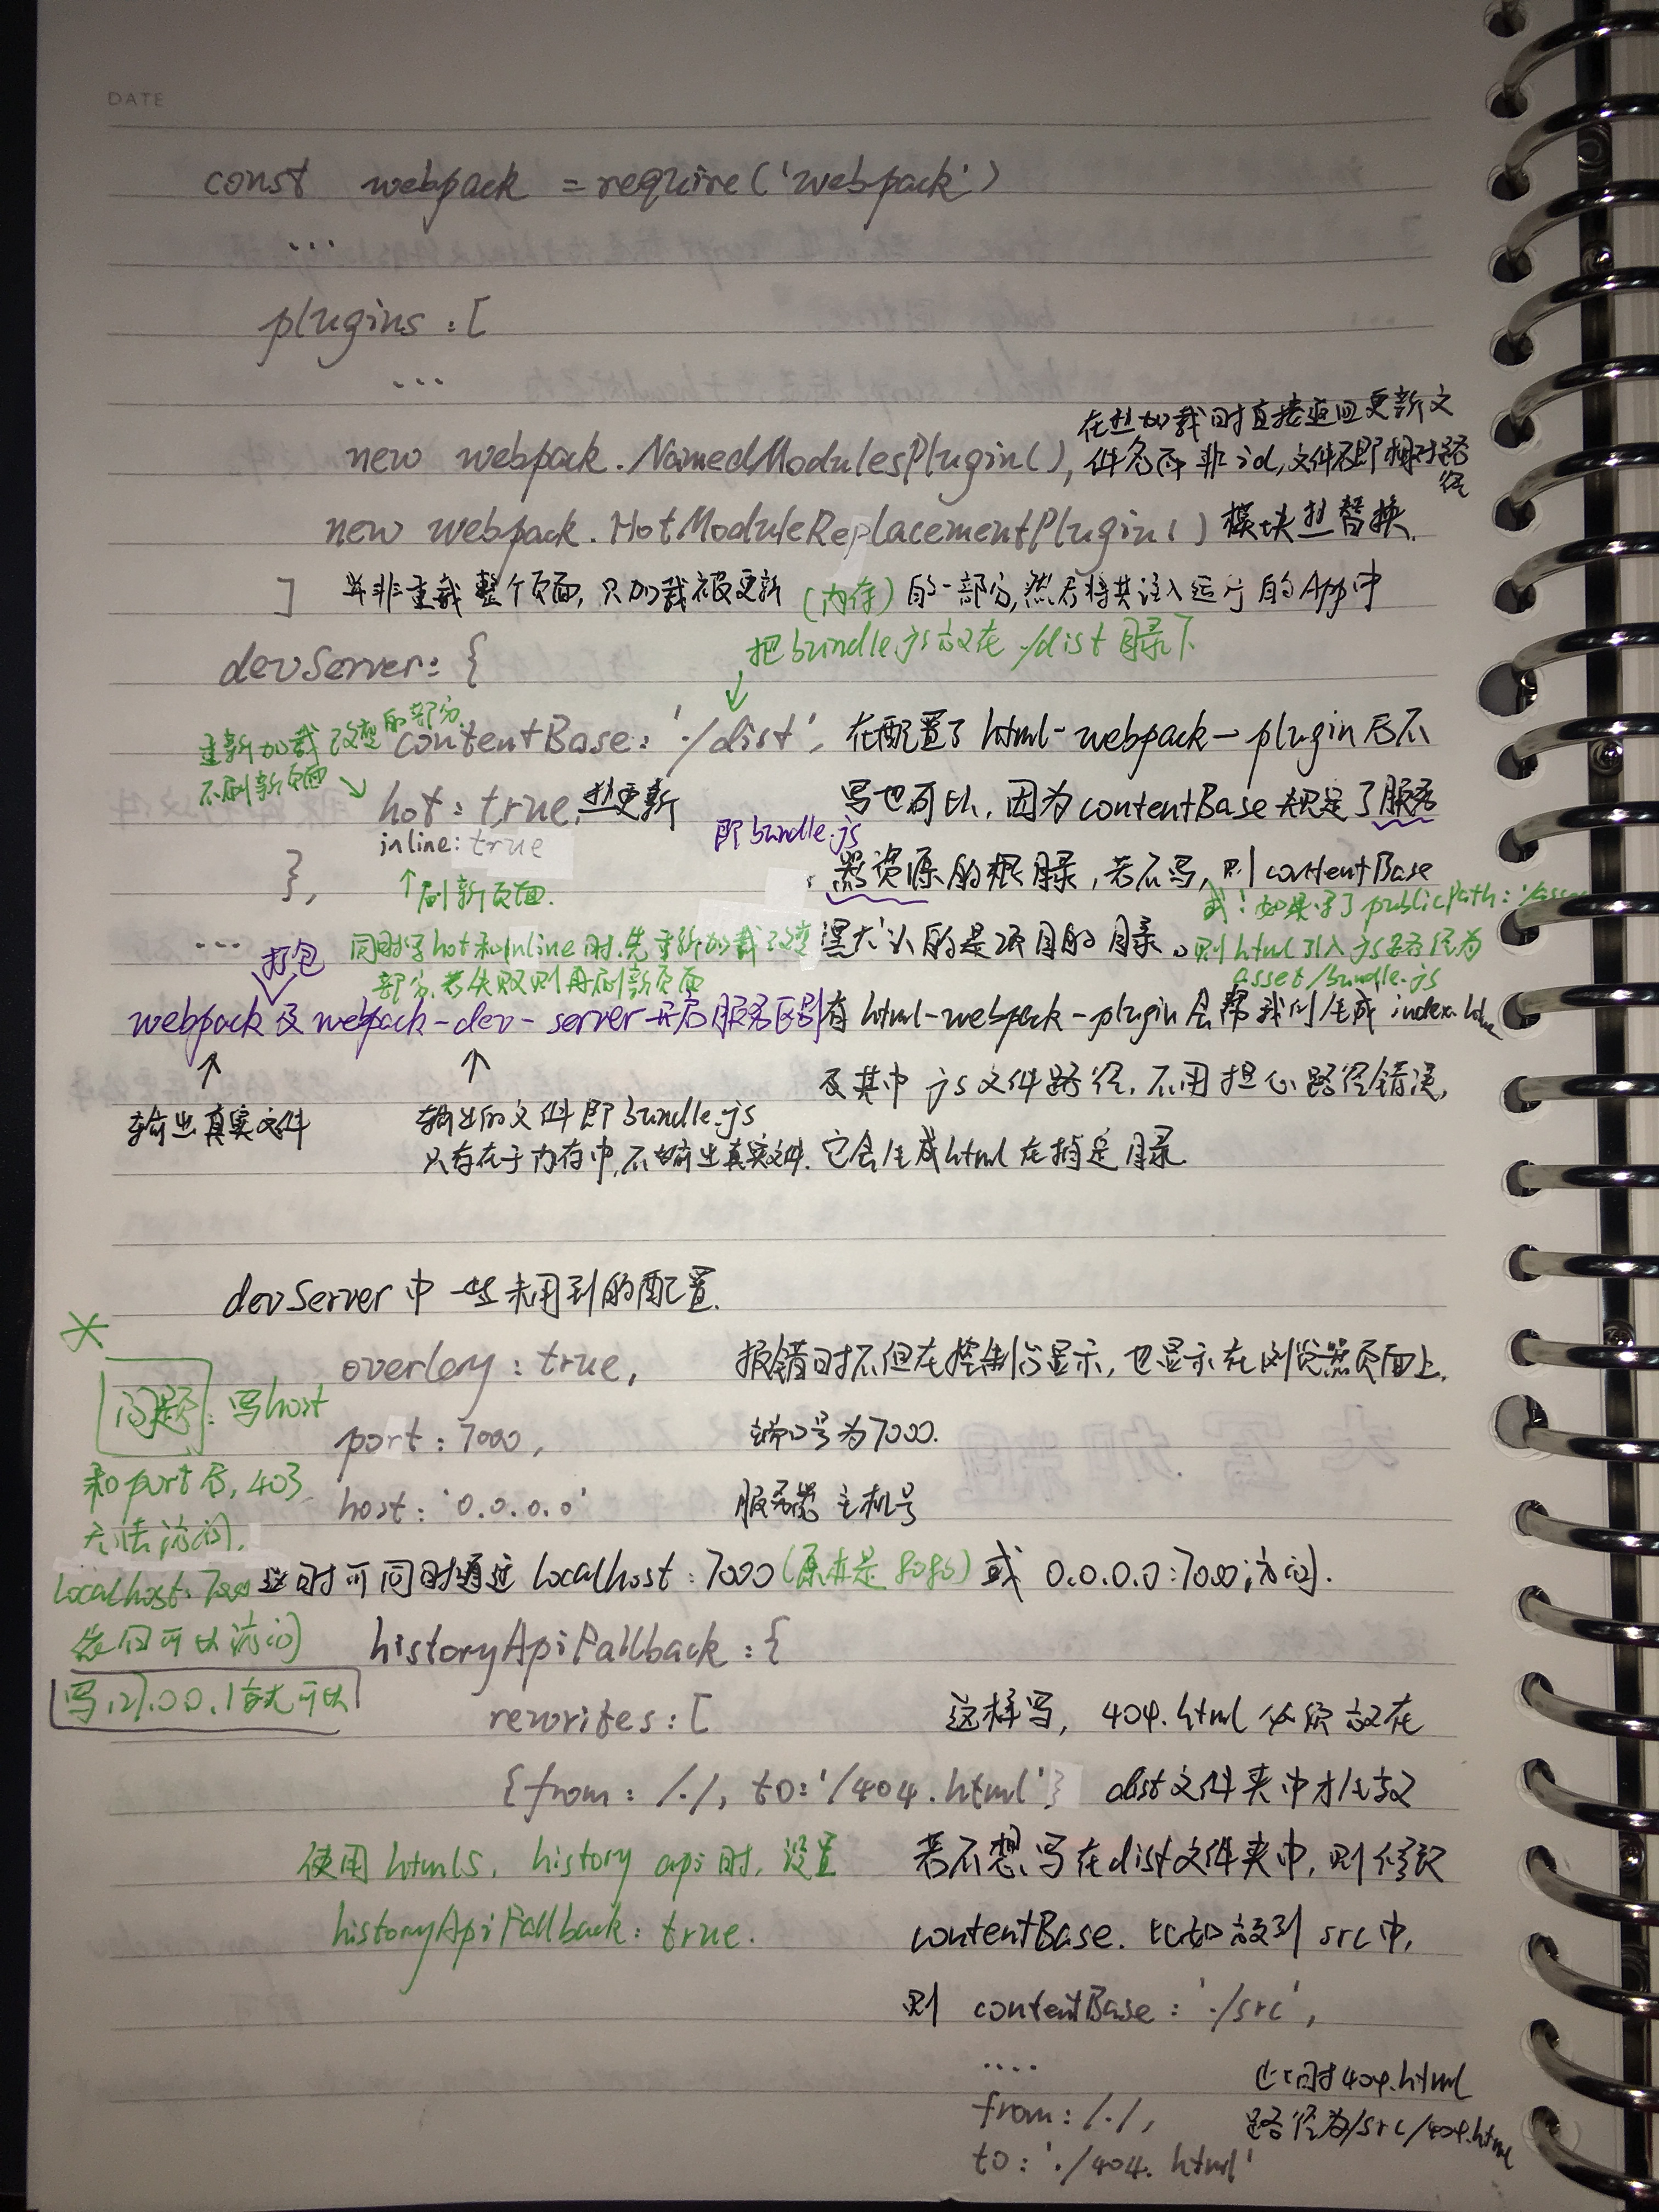 DATE
const webpack = require('webpack')
...
plugins : [
...
new webpack.NamedModulesPlugin(), 在热加载时直接返回更新文
件名而非id,文件名即相对路
径
new webpack.HotModuleReplacementPlugin() 模块热替换.
] 并非重载整个页面,只加载被更新(内存)的一部分,然后将其注入运行的App中
把bundle.js放在 ./dist目录下
devServer: {
重新加载改变的部分.
不刷新页面
contentBase: './dist', 在配置了html-webpack-plugin后不
hot: true, 热更新 写也可以, 因为contentBase规定了服务
inline: true 即bundle.js
}, ↑刷新页面. 器资源的根目录, 若不写, 则contentBase
或: 如果写了publicPath: '/asse
... 同时写hot和inline时,先重新加载改变 默认的是项目的目录。则html引入js路径为
打包 部分,若失败则再刷新页面 asset/bundle.js
webpack及webpack-dev-server开启服务区别 有html-webpack-plugin会帮我们生成index.html
↑ ↑ 及其中js文件路径, 不用担心路径错误,
输出真实文件 输出的文件即bundle.js
只存在于内存中,不输出真实文件. 它会生成html在指定目录.
devServer中一些未用到的配置.
overlay: true, 报错时不但在控制台显示, 也显示在浏览器页面上.
问题: 写host
port: 7000, 端口号为7000.
和port后, 403
host: '0.0.0.0' 服务器主机号
无法访问.
localhost: 7000 这时可同时通过localhost:7000(原本是8080)或 0.0.0.0:7000访问.
可以访问
historyApiFallback: {
写127.0.0.1就可以
rewrites: [ 这样写, 404.html必须放在
{from: /./, to:'/404.html'} dist文件夹中才生效
使用html5, history api时, 设置 若不想写在dist文件夹中, 则修改
historyApiFallback: true. contentBase. 比如放到src中,
则 contentBase: './src',
.... 此时404.html
from: /./, 路径为/src/404.html
to: './404.html'